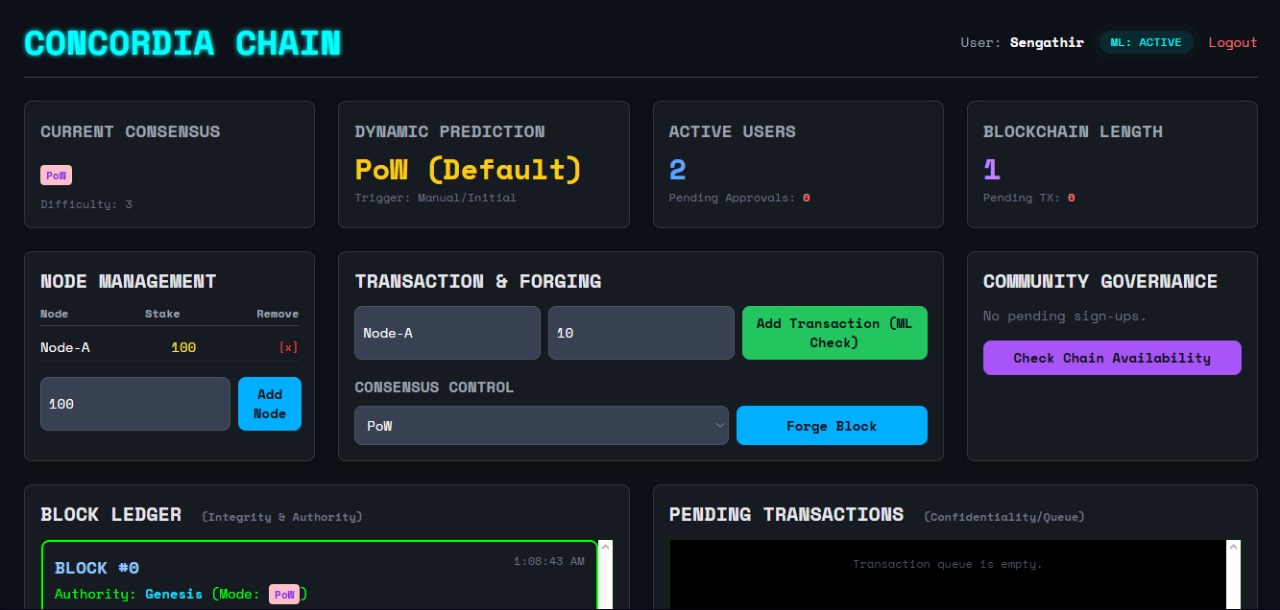 CONCORDIA CHAIN
User: Sengathir ML: ACTIVE Logout
CURRENT CONSENSUS
PoW
Difficulty: 3
DYNAMIC PREDICTION
PoW (Default)
Trigger: Manual/Initial
ACTIVE USERS
2
Pending Approvals: 0
BLOCKCHAIN LENGTH
1
Pending TX: 0
NODE MANAGEMENT
Node Stake Remove
Node-A 100 [x]
100
Add
Node
TRANSACTION & FORGING
Node-A
10
Add Transaction (ML
Check)
CONSENSUS CONTROL
PoW
Forge Block
COMMUNITY GOVERNANCE
No pending sign-ups.
Check Chain Availability
BLOCK LEDGER (Integrity & Authority)
BLOCK #0 1:08:43 AM
Authority: Genesis (Mode: PoW)
PENDING TRANSACTIONS (Confidentiality/Queue)
Transaction queue is empty.